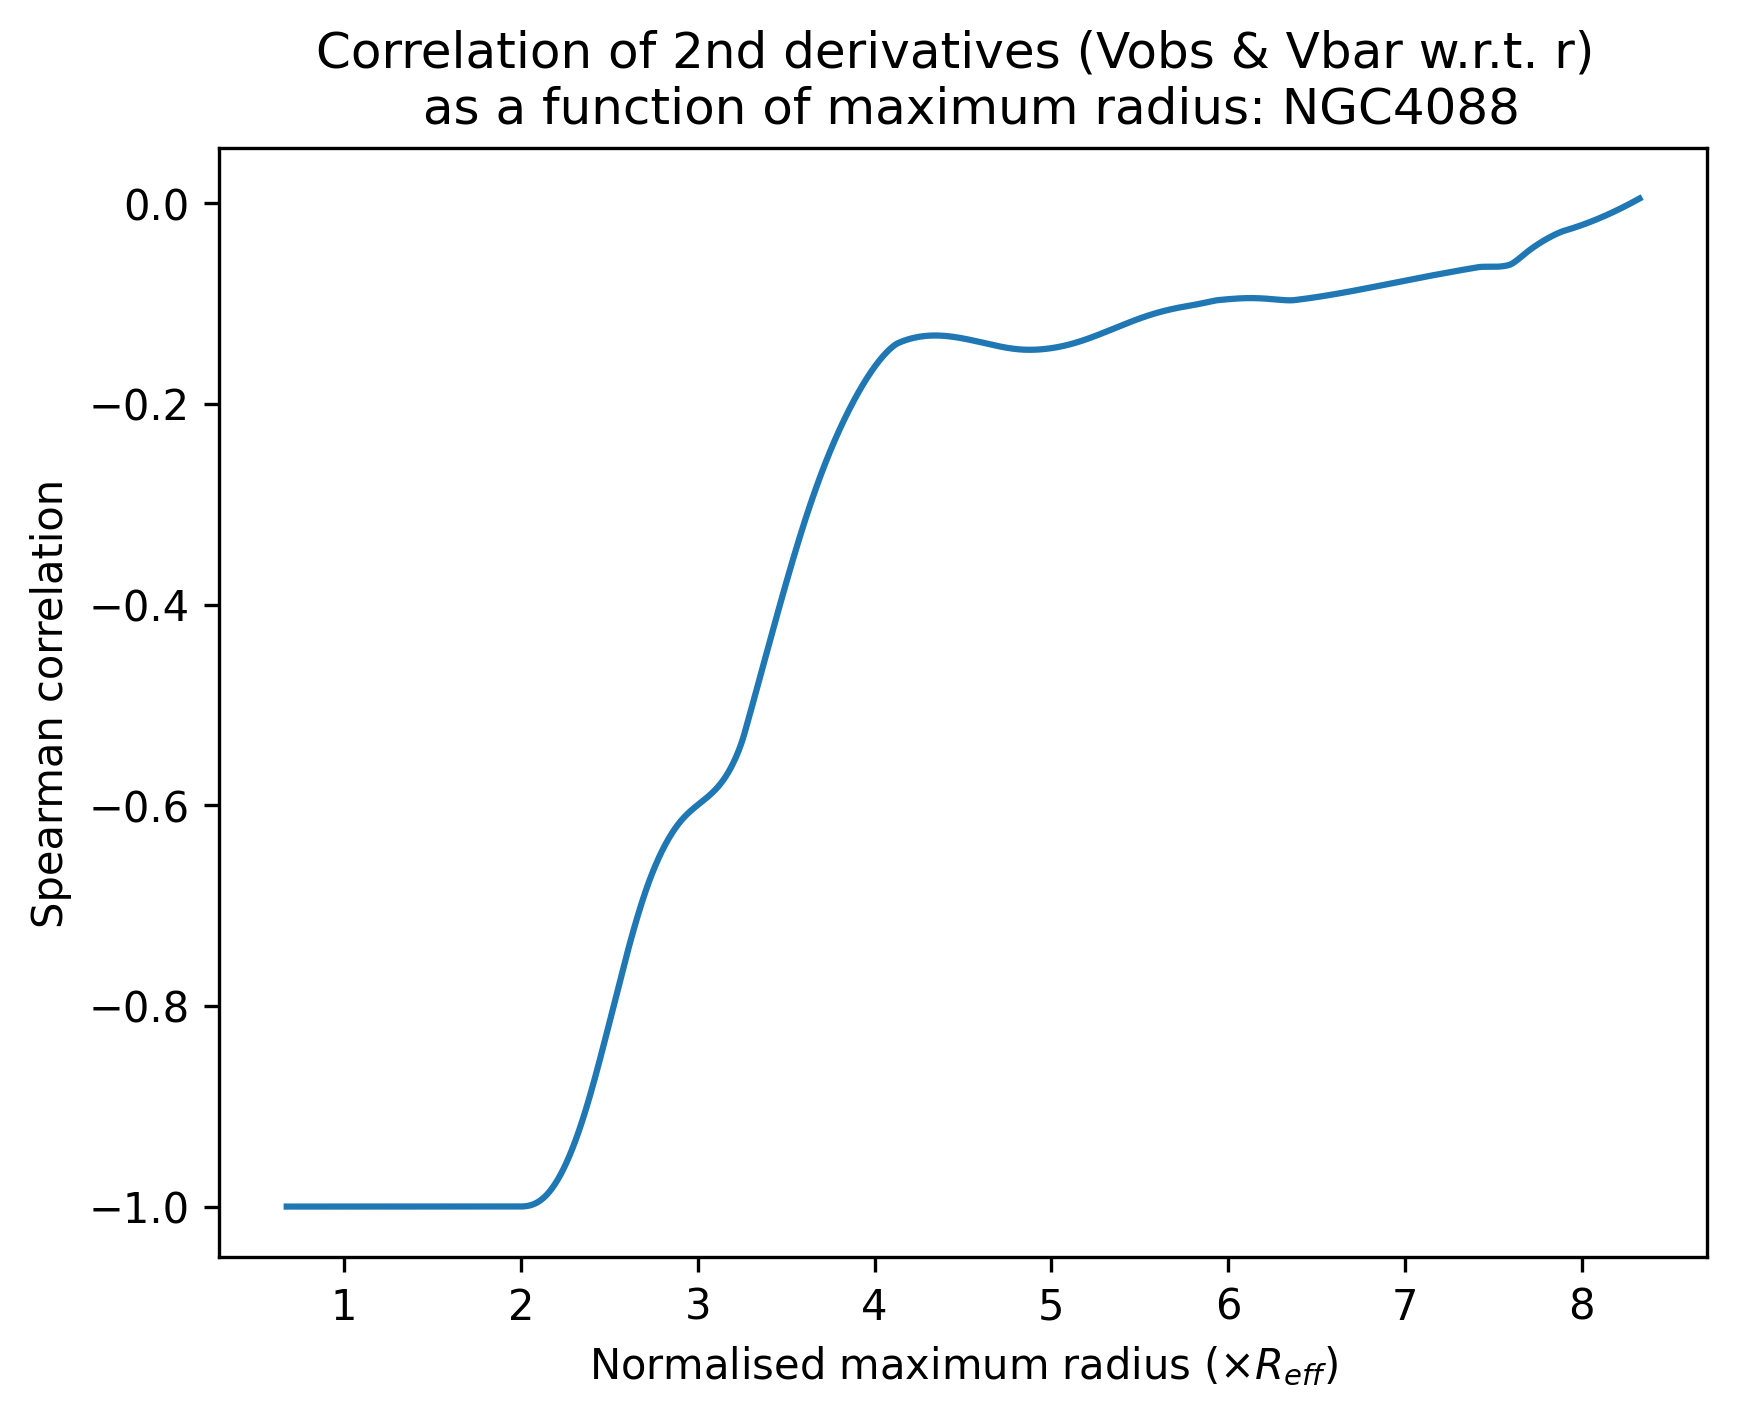 Correlation of 2nd derivatives (Vobs & Vbar w.r.t. r)
as a function of maximum radius: NGC4088
0.0
−0.2
−0.4
−0.6
−0.8
−1.0
Spearman correlation
1 2 3 4 5 6 7 8
Normalised maximum radius (×R_eff)